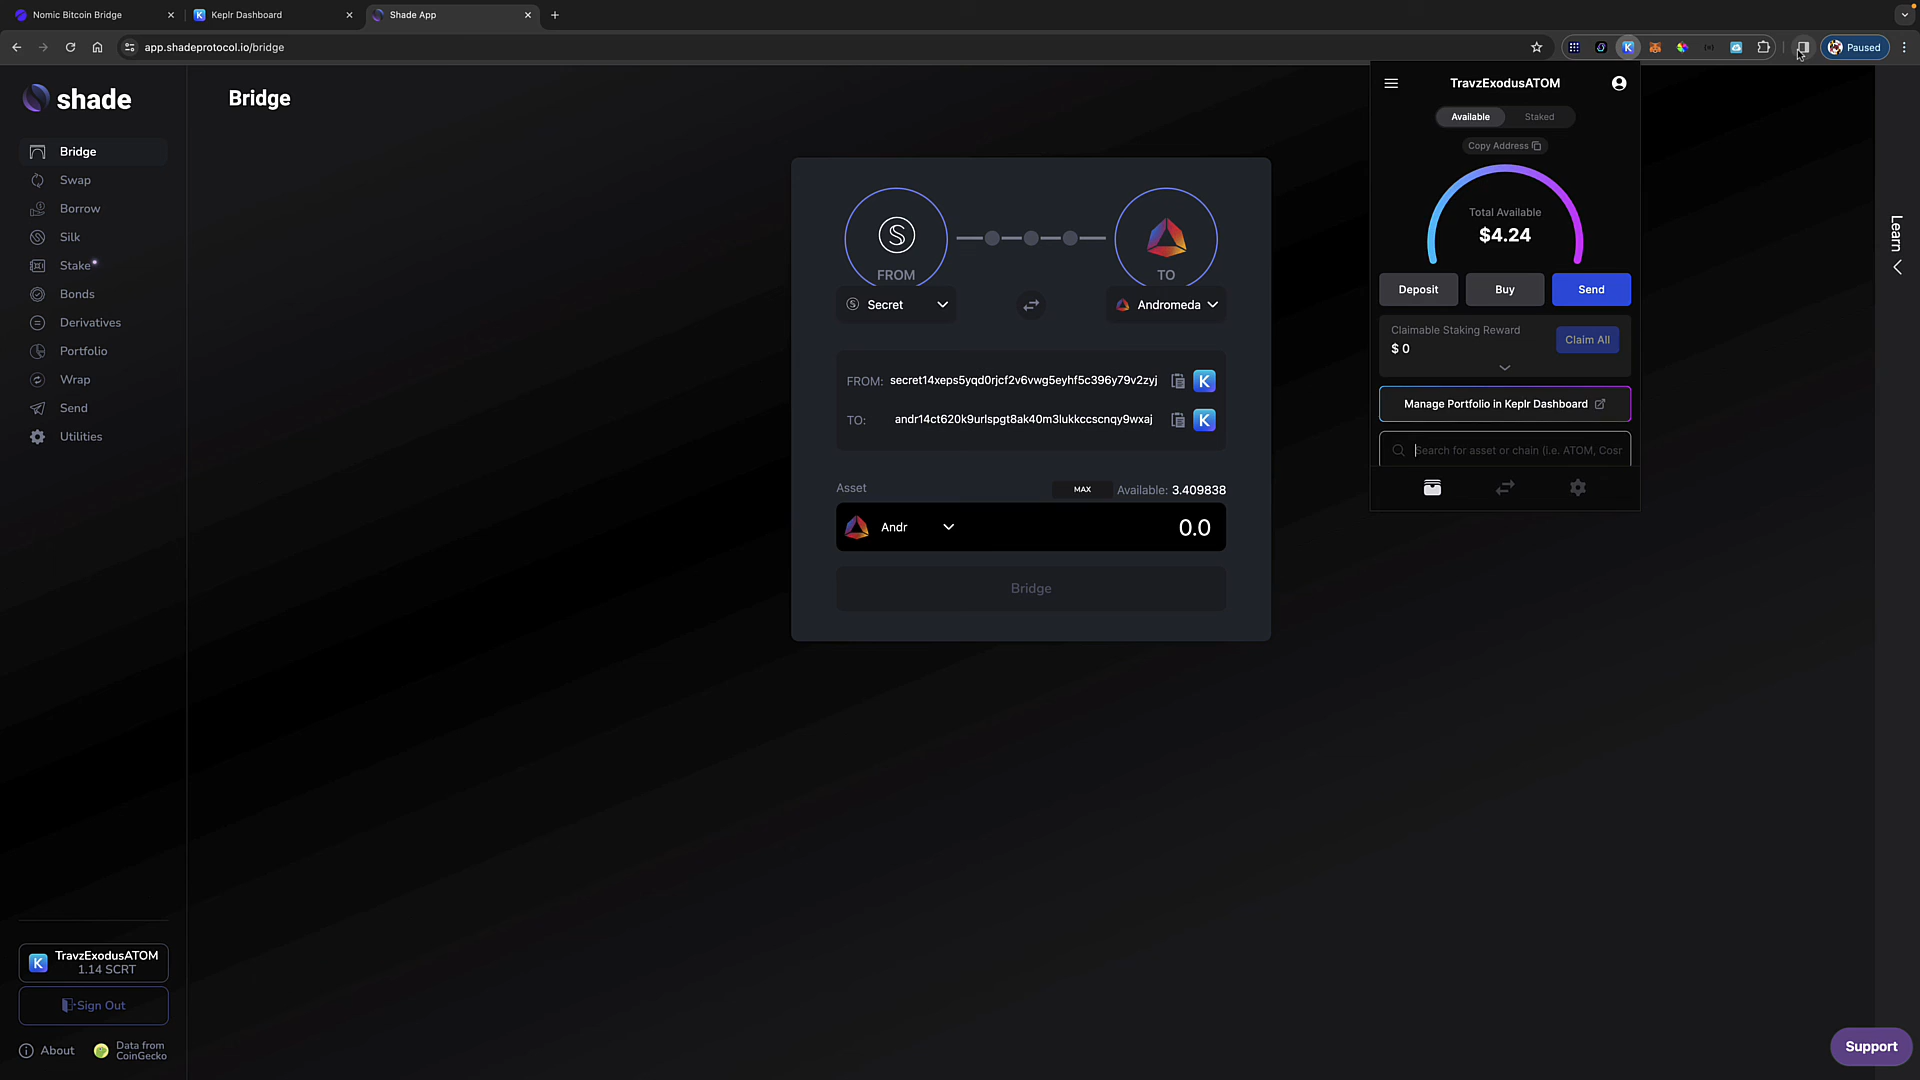 Nomic Bitcoin Bridge
Keplr Dashboard
Shade App
app.shadeprotocol.io/bridge
Paused
shade
Bridge
Swap
Borrow
Silk
Stake
Bonds
Derivatives
Portfolio
Wrap
Send
Utilities
TravzExodusATOM
1.14 SCRT
Sign Out
About
Data from
CoinGecko
Bridge
FROM
TO
Secret
Andromeda
FROM: secret14xeps5yqd0rjcf2v6vwg5eyhf5c396y79v2zyj
TO: andr14ct620k9urlspgt8ak40m3lukkccscnqy9wxaj
Asset
MAX
Available: 3.409838
Andr
0.0
Bridge
TravzExodusATOM
Available
Staked
Copy Address
Total Available
$4.24
Deposit
Buy
Send
Claimable Staking Reward
$ 0
Claim All
Manage Portfolio in Keplr Dashboard
Search for asset or chain (i.e. ATOM, Cosr
Learn
Support